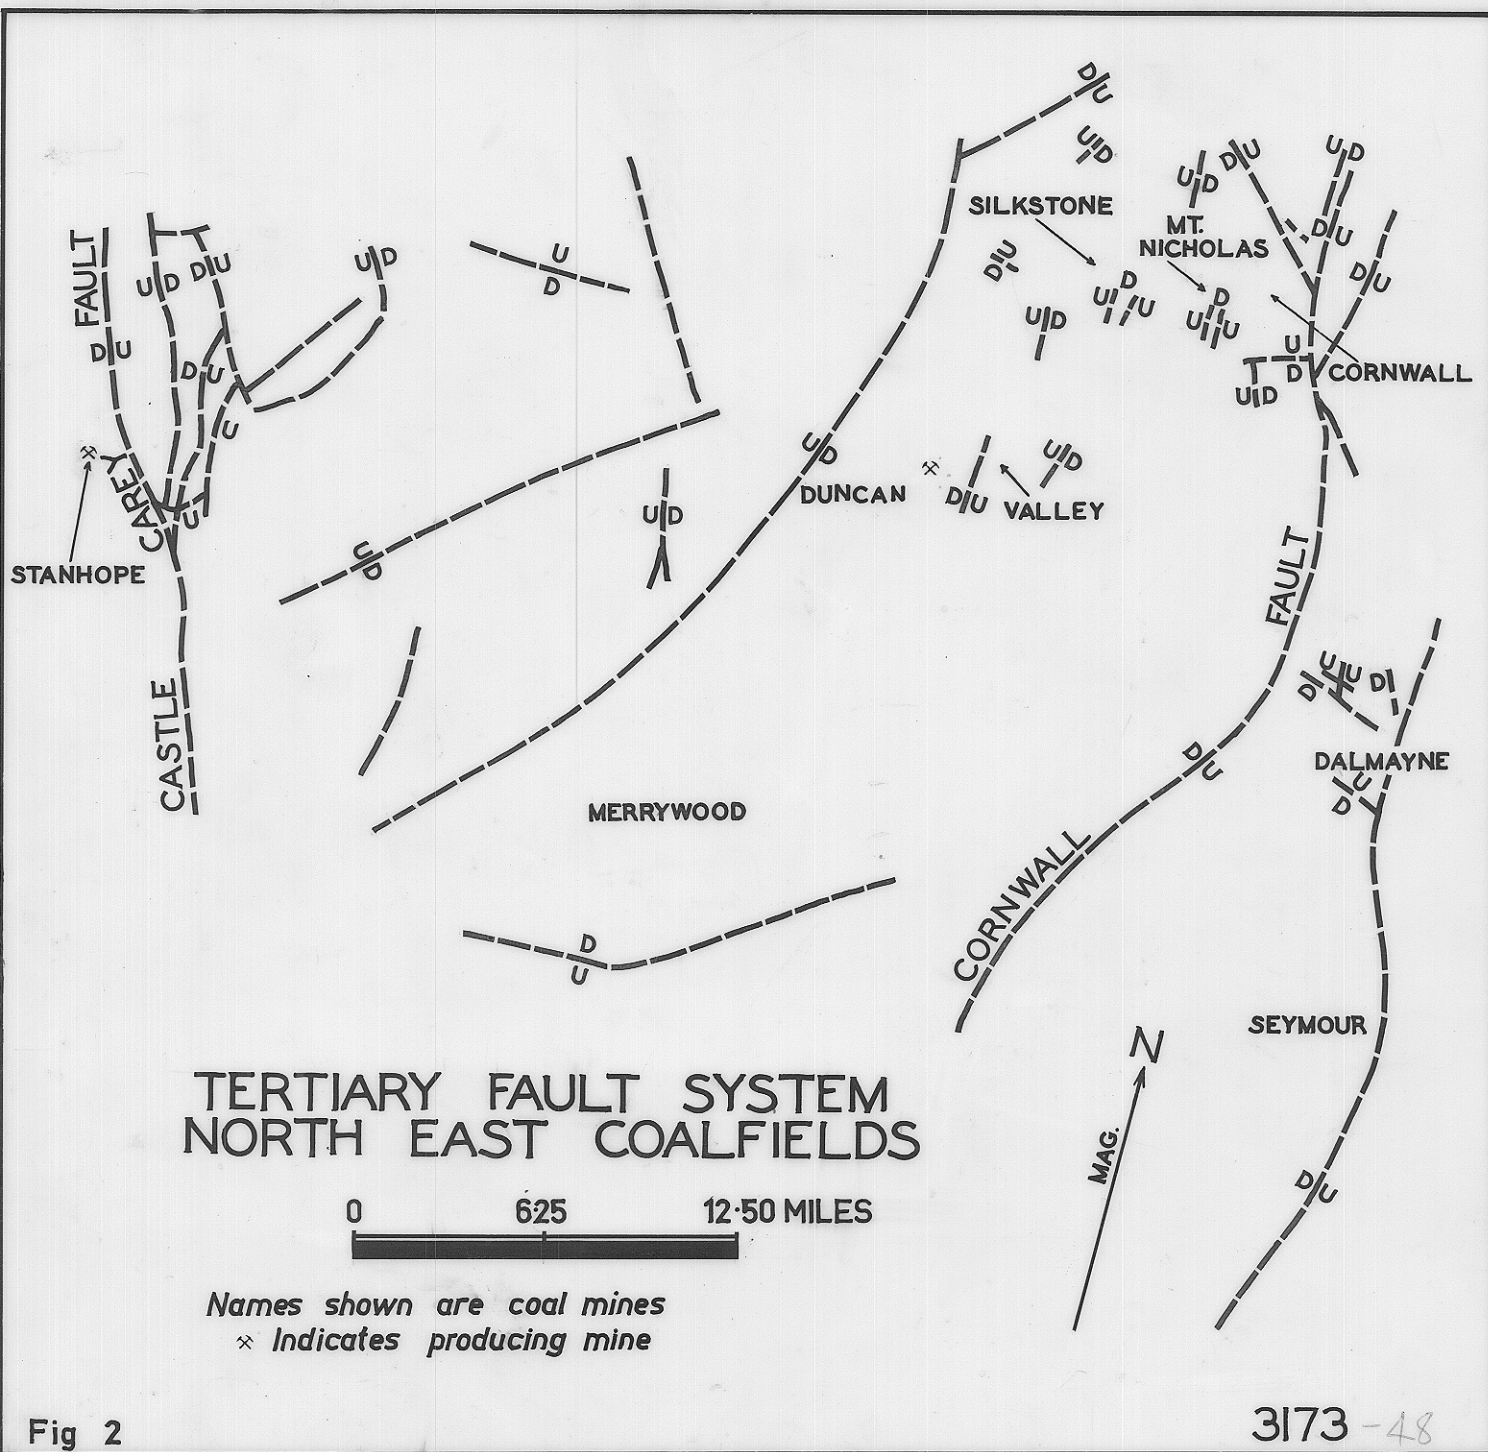 D U
U D
U D
D U
U D
SILKSTONE
MT.
NICHOLAS
D U
FAULT
U D
D U
U D
U
D
D U
D U
D
U U
U D
D
U U
D U
U
D
CORNWALL
U D
D U
U
CAREY
STANHOPE
U
U D
U D
DUNCAN
D U
VALLEY
U D
U
D
FAULT
D U U
D
CASTLE
D U
DALMAYNE
D U
MERRYWOOD
CORNWALL
D
U
SEYMOUR
N
MAG.
D U
TERTIARY FAULT SYSTEM
NORTH EAST COALFIELDS
0 6·25 12·50 MILES
Names shown are coal mines
Indicates producing mine
Fig 2
3173 -48